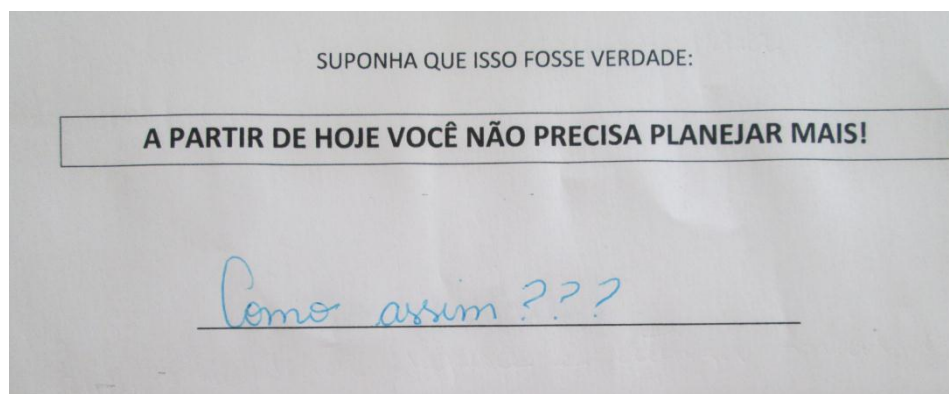 SUPONHA QUE ISSO FOSSE VERDADE:
A PARTIR DE HOJE VOCÊ NÃO PRECISA PLANEJAR MAIS!
Como assim???